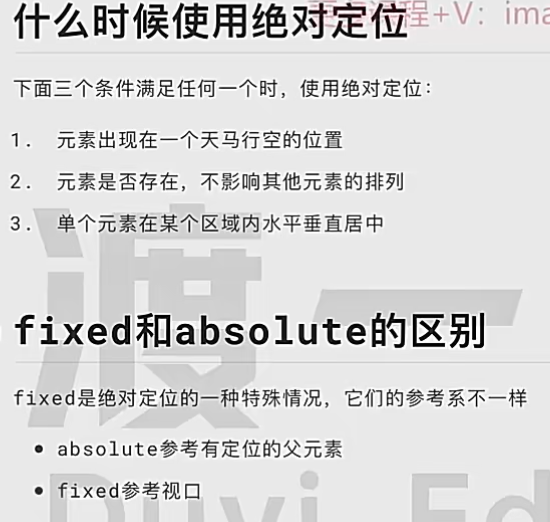 什么时候使用绝对定位
程+V：ima
下面三个条件满足任何一个时，使用绝对定位：
1. 元素出现在一个天马行空的位置
2. 元素是否存在，不影响其他元素的排列
3. 单个元素在某个区域内水平垂直居中
渡一
fixed和absolute的区别
fixed是绝对定位的一种特殊情况，它们的参考系不一样
• absolute参考有定位的父元素
• fixed参考视口
Duyi Ed